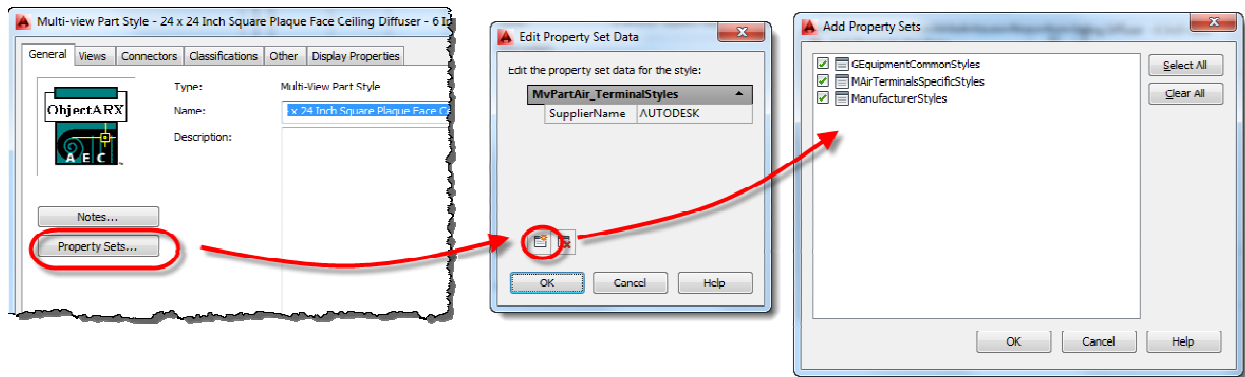 Multi-view Part Style - 24 x 24 Inch Square Plaque Face Ceiling Diffuser - 6 In
General
Views
Connectors
Classifications
Other
Display Properties
ObjectARX
AEC
Type:
Multi-View Part Style
Name:
x 24 Inch Square Plaque Face Ce
Description:
Notes...
Property Sets...
Edit Property Set Data
Edit the property set data for the style:
MvPartAir_TerminalStyles
SupplierName AUTODESK
OK
Cancel
Help
Add Property Sets
GEquipmentCommonStyles
MAirTerminalsSpecificStyles
ManufacturerStyles
Select All
Clear All
OK
Cancel
Help